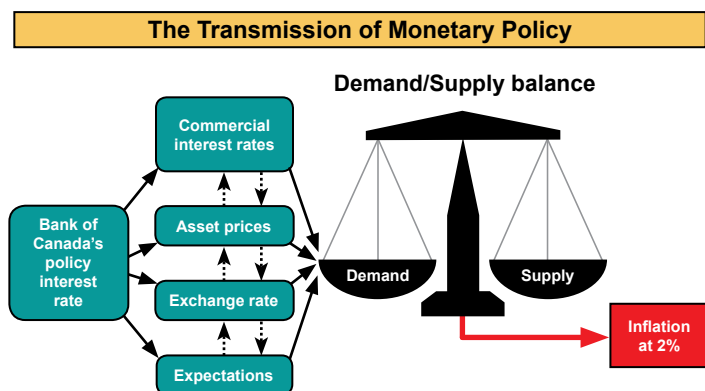 The Transmission of Monetary Policy
Demand/Supply balance
Commercial
interest rates
Bank of
Canada's
policy
interest
rate
Asset prices
Exchange rate
Expectations
Demand
Supply
Inflation
at 2%